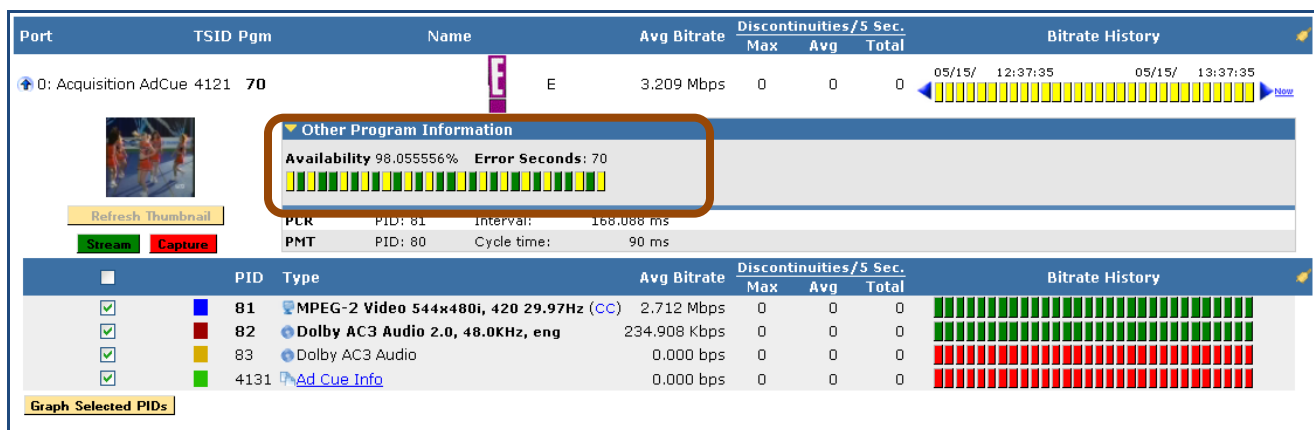 Port TSID Pgm Name Avg Bitrate Discontinuities/5 Sec. Bitrate History
Max Avg Total
0: Acquisition AdCue 4121 70 E E 3.209 Mbps 0 0 0 05/15/ 12:37:35 05/15/ 13:37:35 Now
Other Program Information
Availability 98.055556% Error Seconds: 70
Refresh Thumbnail
PCR PID: 81 Interval: 168.088 ms
Stream Capture PMT PID: 80 Cycle time: 90 ms
PID Type Avg Bitrate Discontinuities/5 Sec. Bitrate History
Max Avg Total
81 MPEG-2 Video 544x480i, 420 29.97Hz (CC) 2.712 Mbps 0 0 0
82 Dolby AC3 Audio 2.0, 48.0KHz, eng 234.908 Kbps 0 0 0
83 Dolby AC3 Audio 0.000 bps 0 0 0
4131 Ad Cue Info 0.000 bps 0 0 0
Graph Selected PIDs